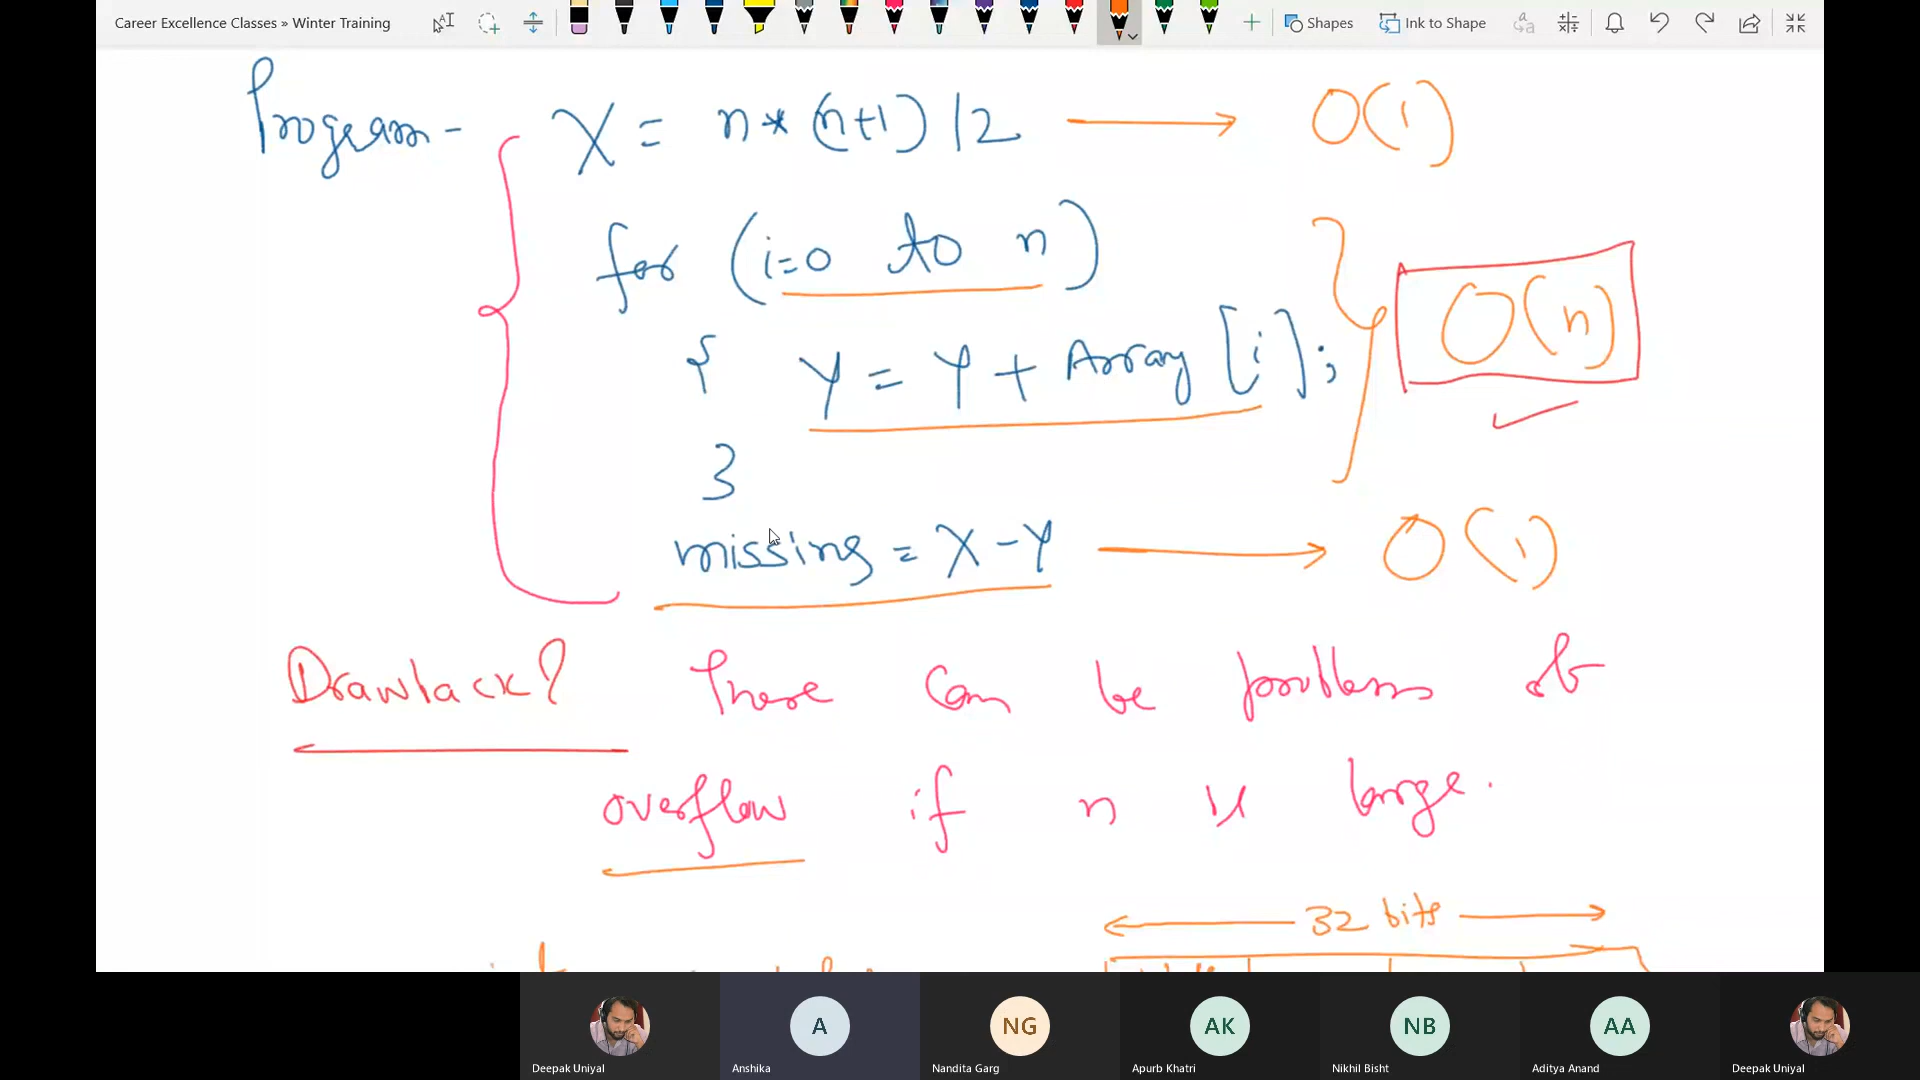 Career Excellence Classes » Winter Training
Shapes
Ink to Shape
Program - X = n * (n+1) / 2 → O(1)
for (i=0 to n)
{ Y = Y + Array [i]; } O(n)
}
missing = X - Y → O(1)
Drawback? There can be problems of
overflow if n is large.
32 bits
A NG AK NB AA
Deepak Uniyal Anshika Nandita Garg Apurb Khatri Nikhil Bisht Aditya Anand Deepak Uniyal